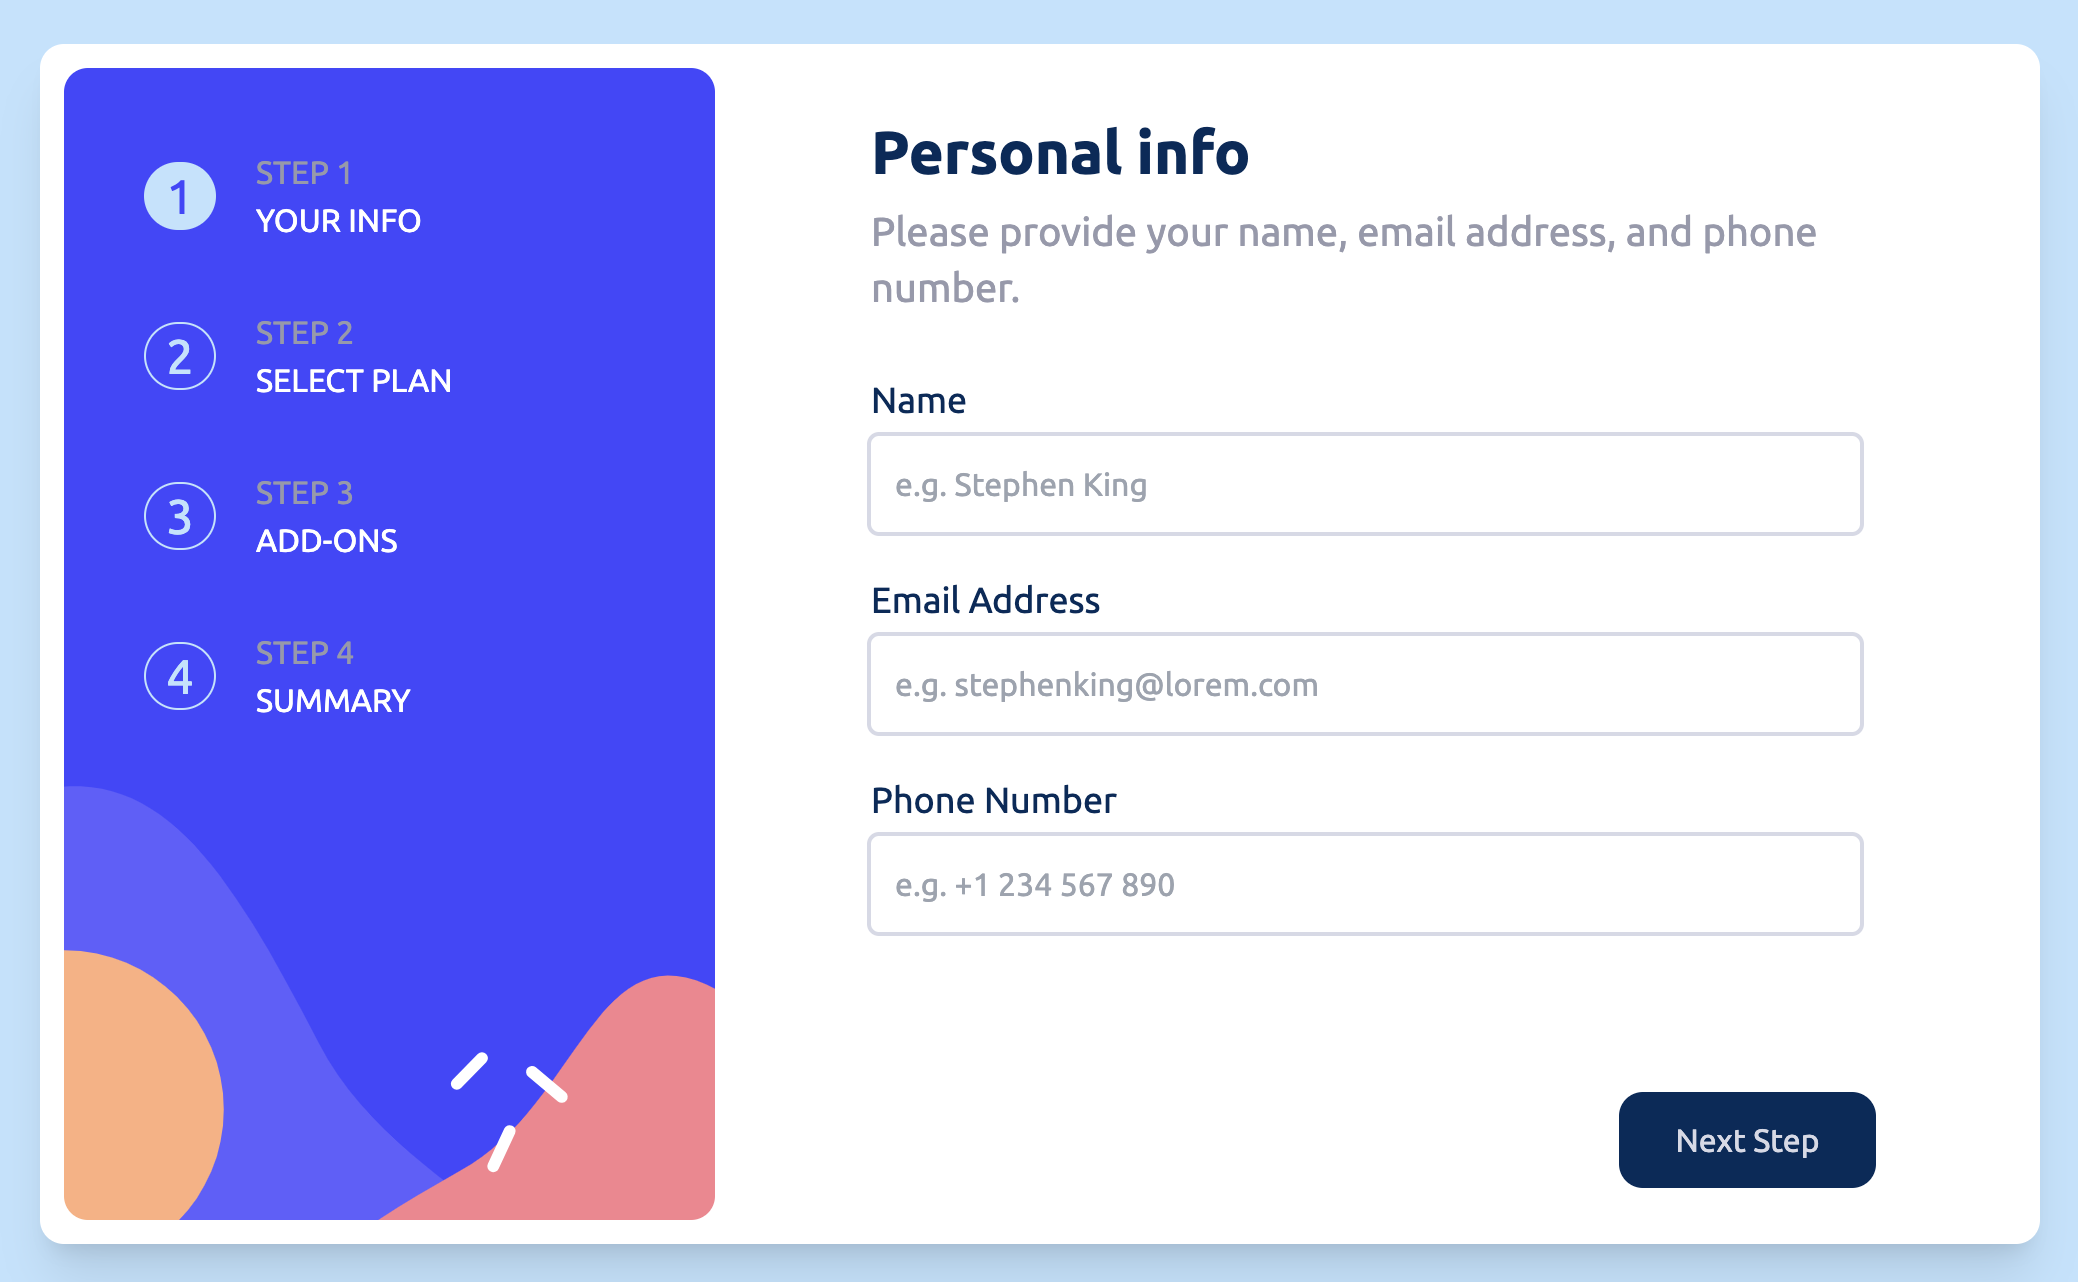 1
STEP 1
YOUR INFO
2
STEP 2
SELECT PLAN
3
STEP 3
ADD-ONS
4
STEP 4
SUMMARY
Personal info
Please provide your name, email address, and phone
number.
Name
e.g. Stephen King
Email Address
e.g. stephenking@lorem.com
Phone Number
e.g. +1 234 567 890
Next Step